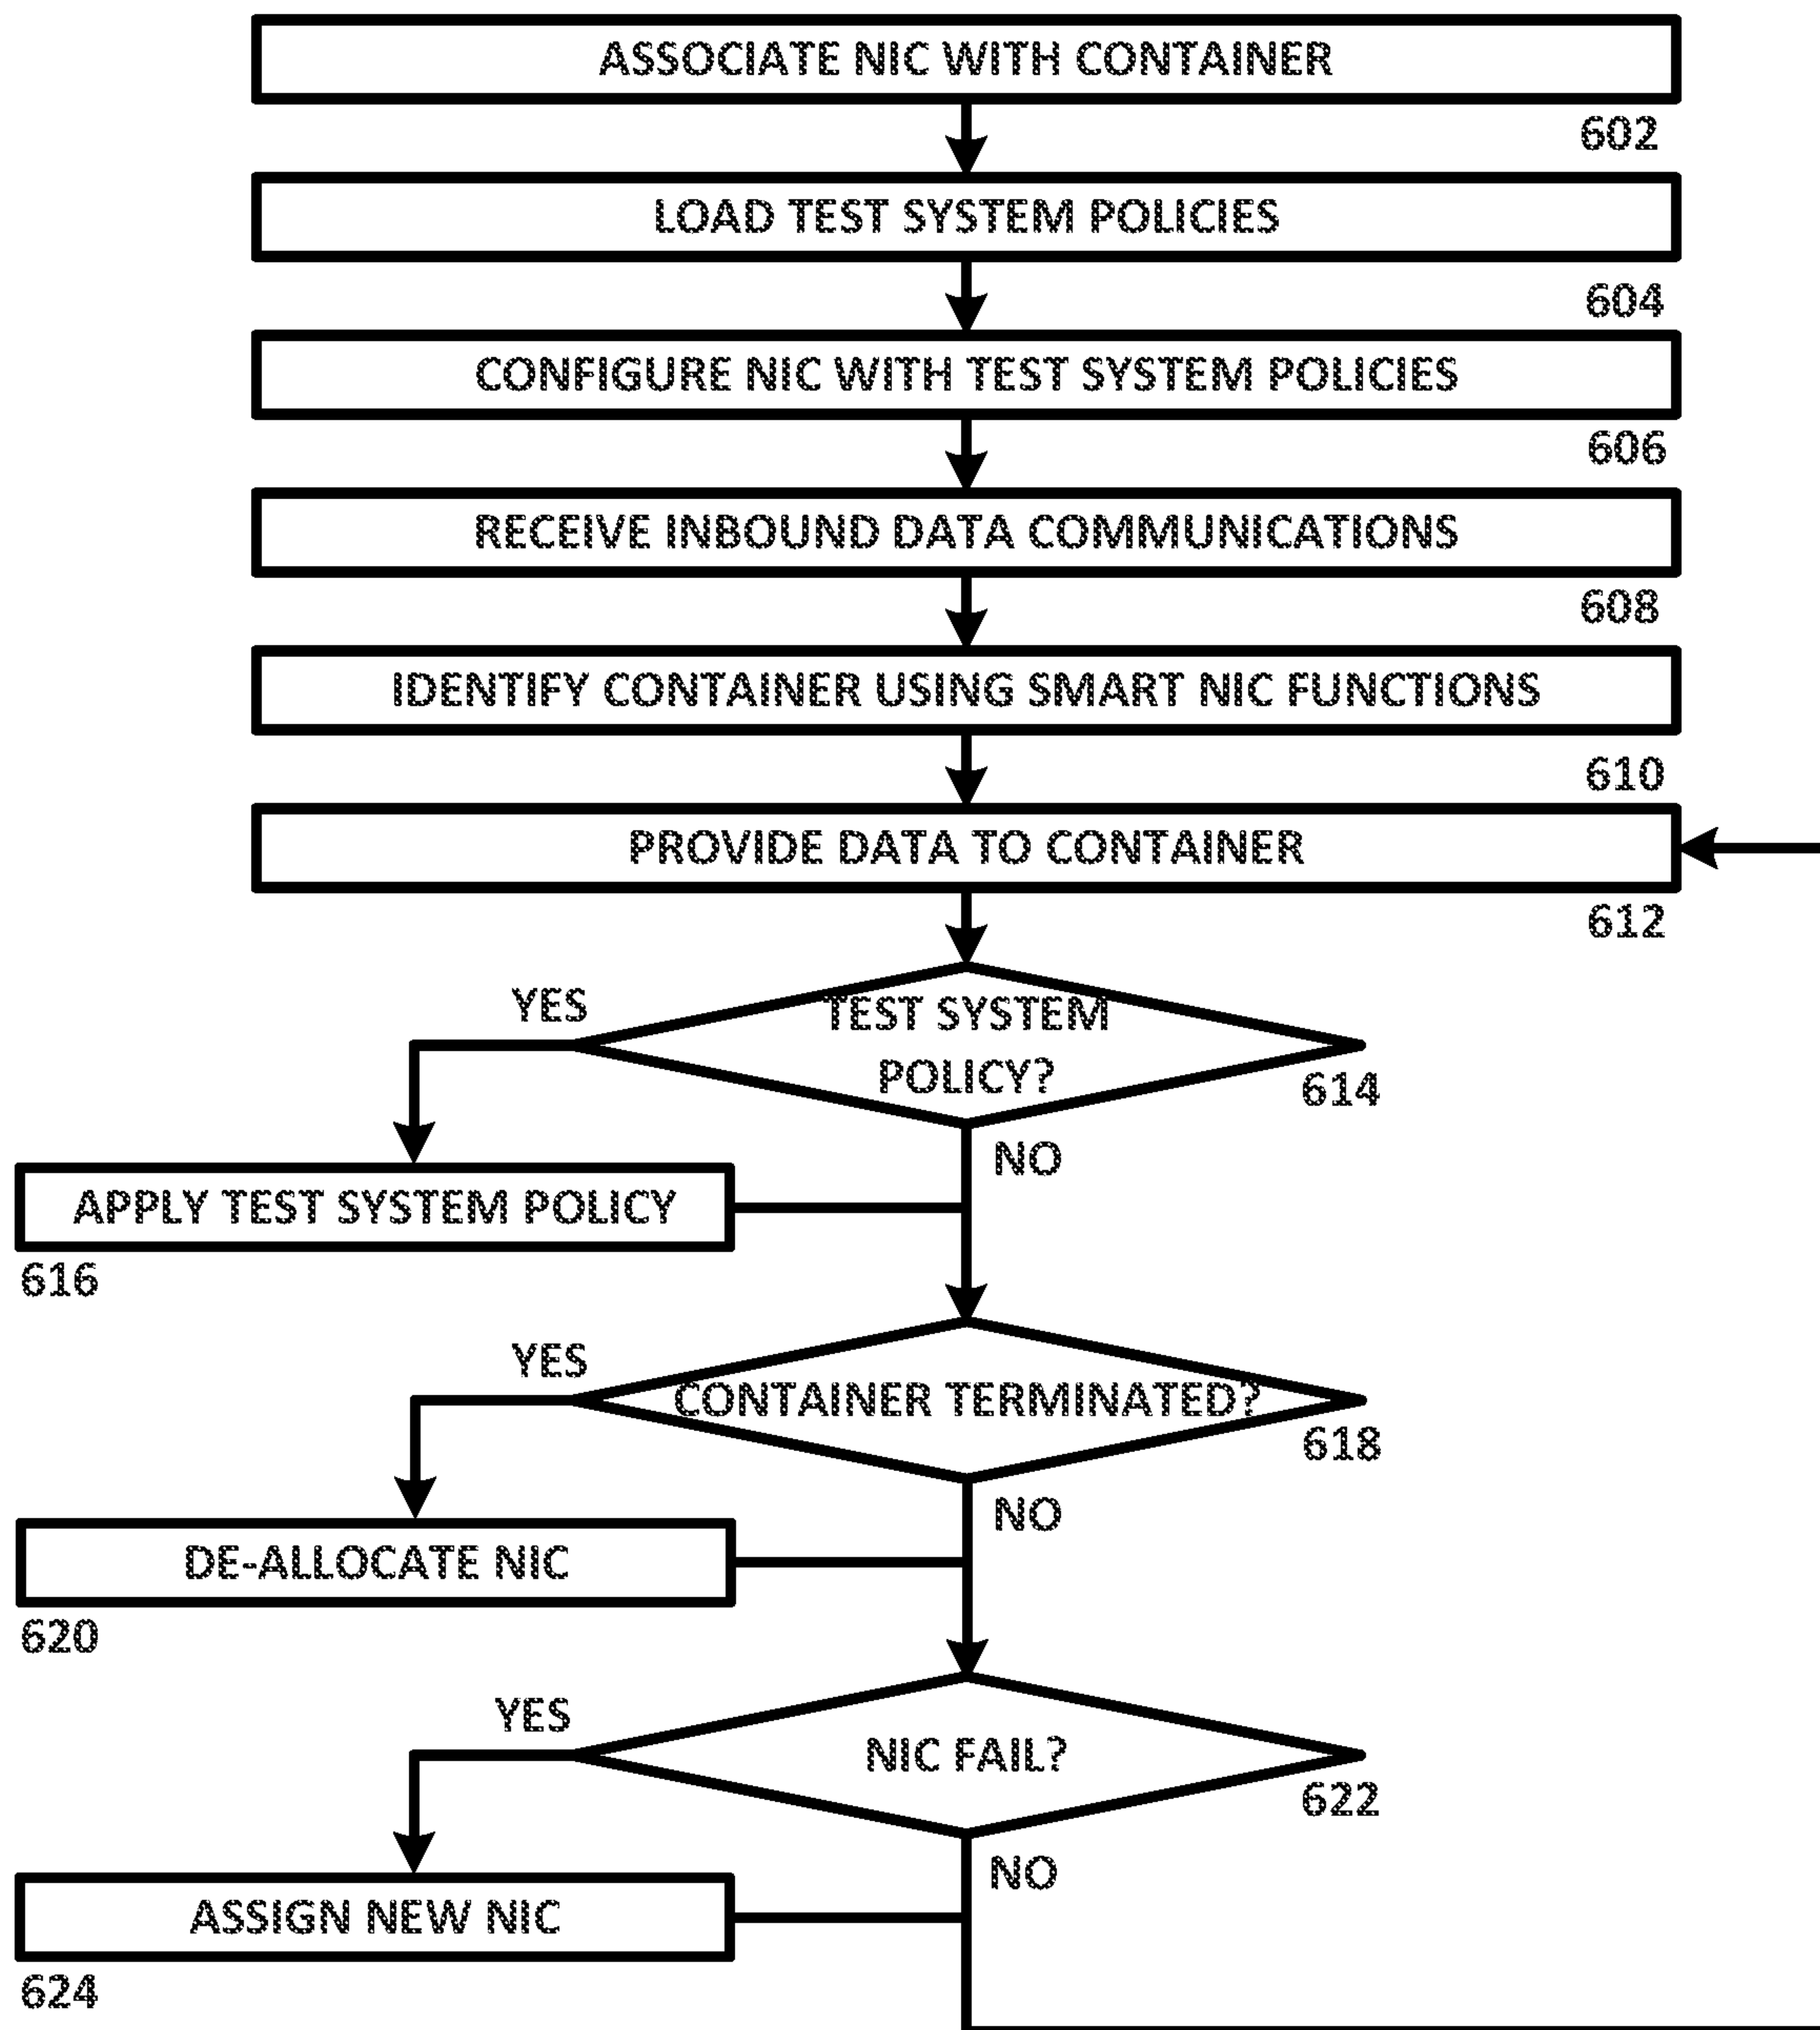 ASSOCIATE NIC WITH CONTAINER
602
LOAD TEST SYSTEM POLICIES
604
CONFIGURE NIC WITH TEST SYSTEM POLICIES
606
RECEIVE INBOUND DATA COMMUNICATIONS
608
IDENTIFY CONTAINER USING SMART NIC FUNCTIONS
610
PROVIDE DATA TO CONTAINER
612
YES
TEST SYSTEM
POLICY?
614
NO
APPLY TEST SYSTEM POLICY
616
YES
CONTAINER TERMINATED?
618
NO
DE-ALLOCATE NIC
620
YES
NIC FAIL?
622
NO
ASSIGN NEW NIC
624